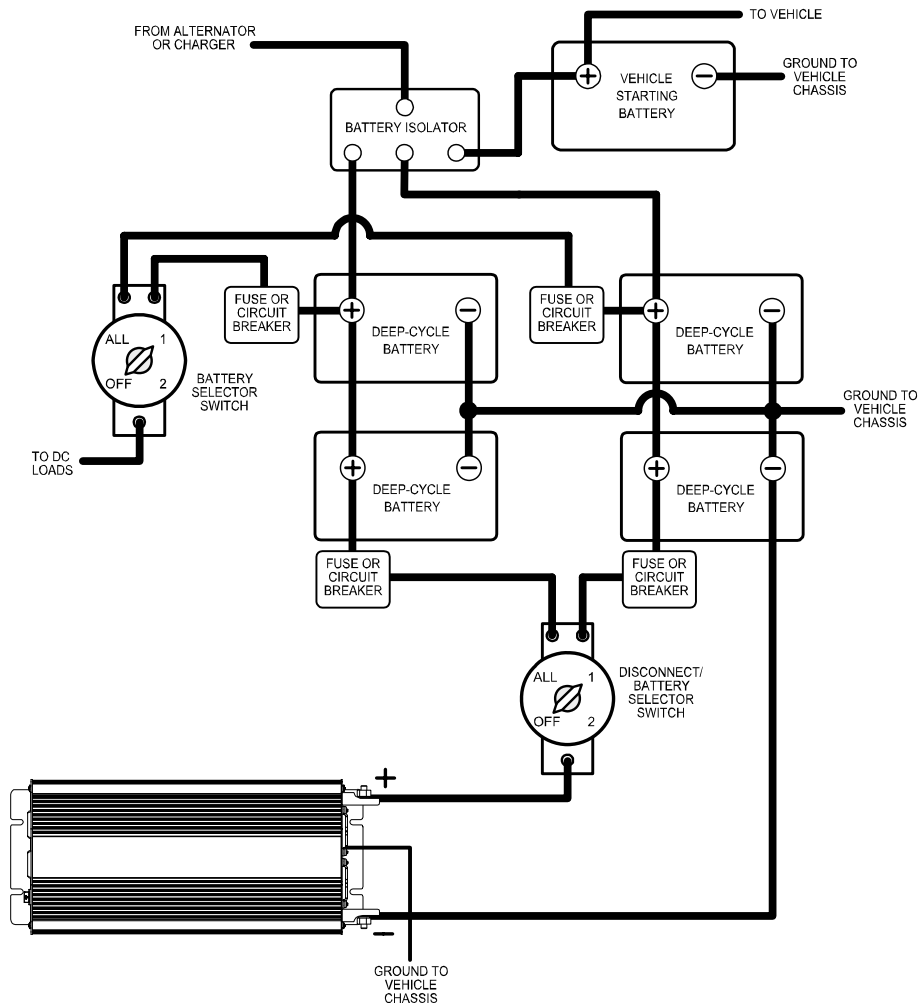 TO VEHICLE
FROM ALTERNATOR
OR CHARGER
GROUND TO
VEHICLE
CHASSIS
+
−
VEHICLE
STARTING
BATTERY
BATTERY ISOLATOR
FUSE OR
CIRCUIT
BREAKER
+
−
DEEP-CYCLE
BATTERY
FUSE OR
CIRCUIT
BREAKER
+
−
DEEP-CYCLE
BATTERY
ALL 1
OFF 2
BATTERY
SELECTOR
SWITCH
GROUND TO
VEHICLE
CHASSIS
TO DC
LOADS
+
−
DEEP-CYCLE
BATTERY
+
−
DEEP-CYCLE
BATTERY
FUSE OR
CIRCUIT
BREAKER
FUSE OR
CIRCUIT
BREAKER
ALL 1
OFF 2
DISCONNECT/
BATTERY
SELECTOR
SWITCH
+
−
GROUND TO
VEHICLE
CHASSIS